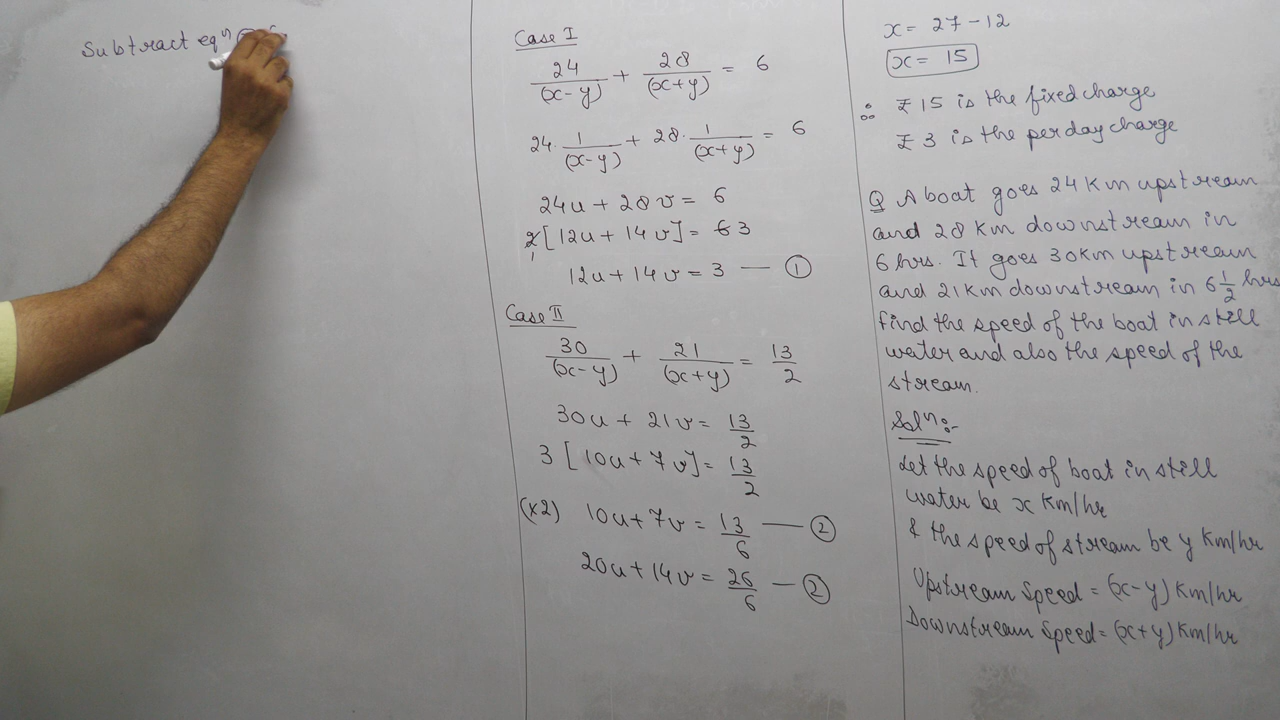 Subtract eqⁿ
Case I
24/(x-y) + 28/(x+y) = 6
24·1/(x-y) + 28·1/(x+y) = 6
24u + 28v = 6
2[12u + 14v] = 6 3
1
12u + 14v = 3 — ①
Case II
30/(x-y) + 21/(x+y) = 13/2
30u + 21v = 13/2
3[10u + 7v] = 13/2
(x2) 10u + 7v = 13/6 — ②
20u + 14v = 26/6 — ②
x = 27 - 12
x = 15
∴ ₹ 15 is the fixed charge
₹ 3 is the per day charge
Q A boat goes 24 Km upstream
and 28 Km downstream in
6 hrs. It goes 30 Km upstream
and 21 Km downstream in 6 1/2 hrs
find the speed of the boat in still
water and also the speed of the
stream.
Solⁿ:-
Let the speed of boat in still
water be x Km/hr
& the speed of stream be y Km/hr
Upstream Speed = (x-y) Km/hr
Downstream Speed = (x+y) Km/hr